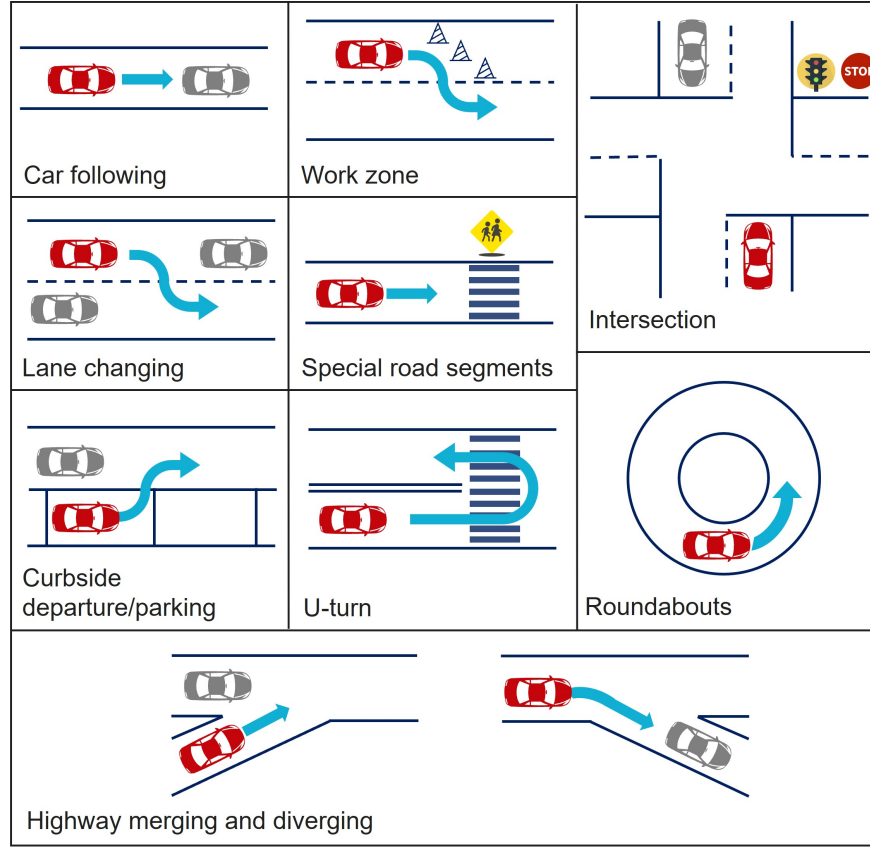 STOP
Car following
Work zone
Lane changing
Special road segments
Intersection
Curbside
departure/parking
U-turn
Roundabouts
Highway merging and diverging